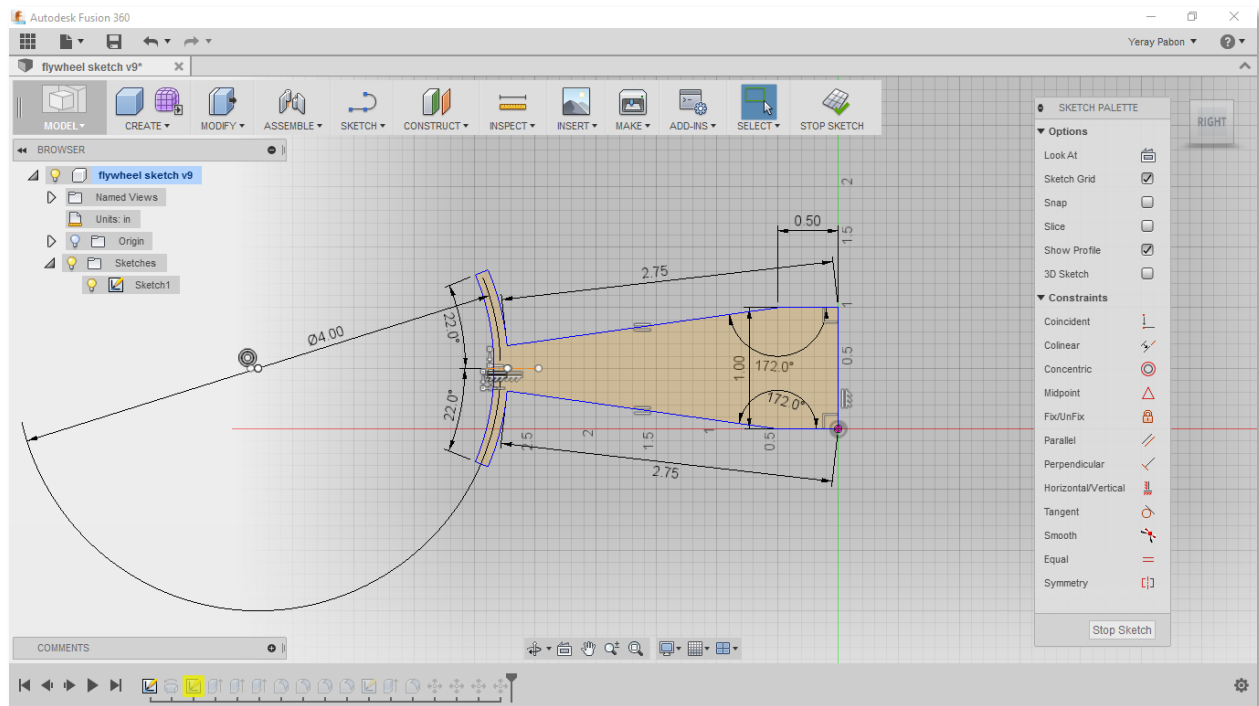 Autodesk Fusion 360
Yeray Pabon
flywheel sketch v9*
MODEL
CREATE
MODIFY
ASSEMBLE
SKETCH
CONSTRUCT
INSPECT
INSERT
MAKE
ADD-INS
SELECT
STOP SKETCH
BROWSER
flywheel sketch v9
Named Views
Units: in
Origin
Sketches
Sketch1
SKETCH PALETTE
Options
Look At
Sketch Grid
Snap
Slice
Show Profile
3D Sketch
Constraints
Coincident
Colinear
Concentric
Midpoint
Fix/UnFix
Parallel
Perpendicular
Horizontal/Vertical
Tangent
Smooth
Equal
Symmetry
Stop Sketch
RIGHT
2
0.50
1.5
2.75
1
Ø4.00
22.0°
0.5
1.00
172.0°
172.0°
22.0°
2.5
2
1.5
1
0.5
2.75
COMMENTS